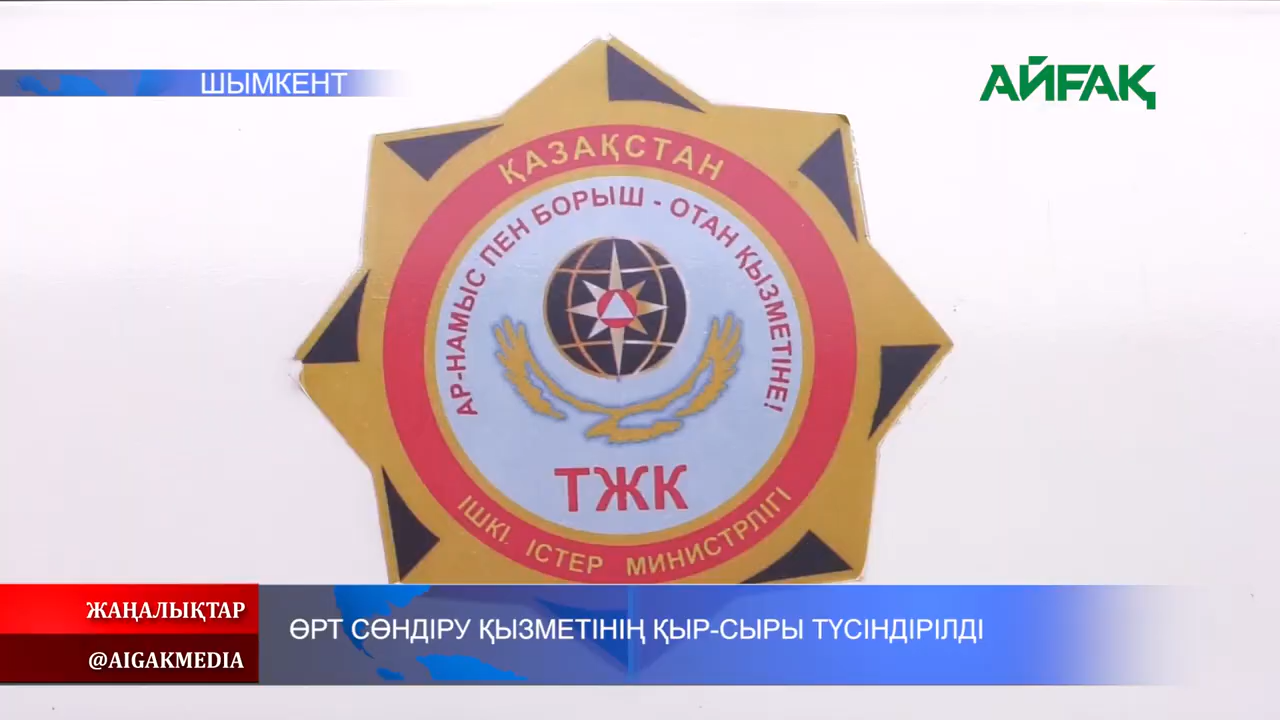 ШЫМКЕНТ
АЙҒАҚ
ҚАЗАҚСТАН
АР-НАМЫС ПЕН БОРЫШ - ОТАН ҚЫЗМЕТІНЕ!
ТЖК
ІШКІ ІСТЕР МИНИСТРЛІГІ
ЖАҢАЛЫҚТАР
@AIGAKMEDIA
ӨРТ СӨНДІРУ ҚЫЗМЕТІНІҢ ҚЫР-СЫРЫ ТҮСІНДІРІЛДІ